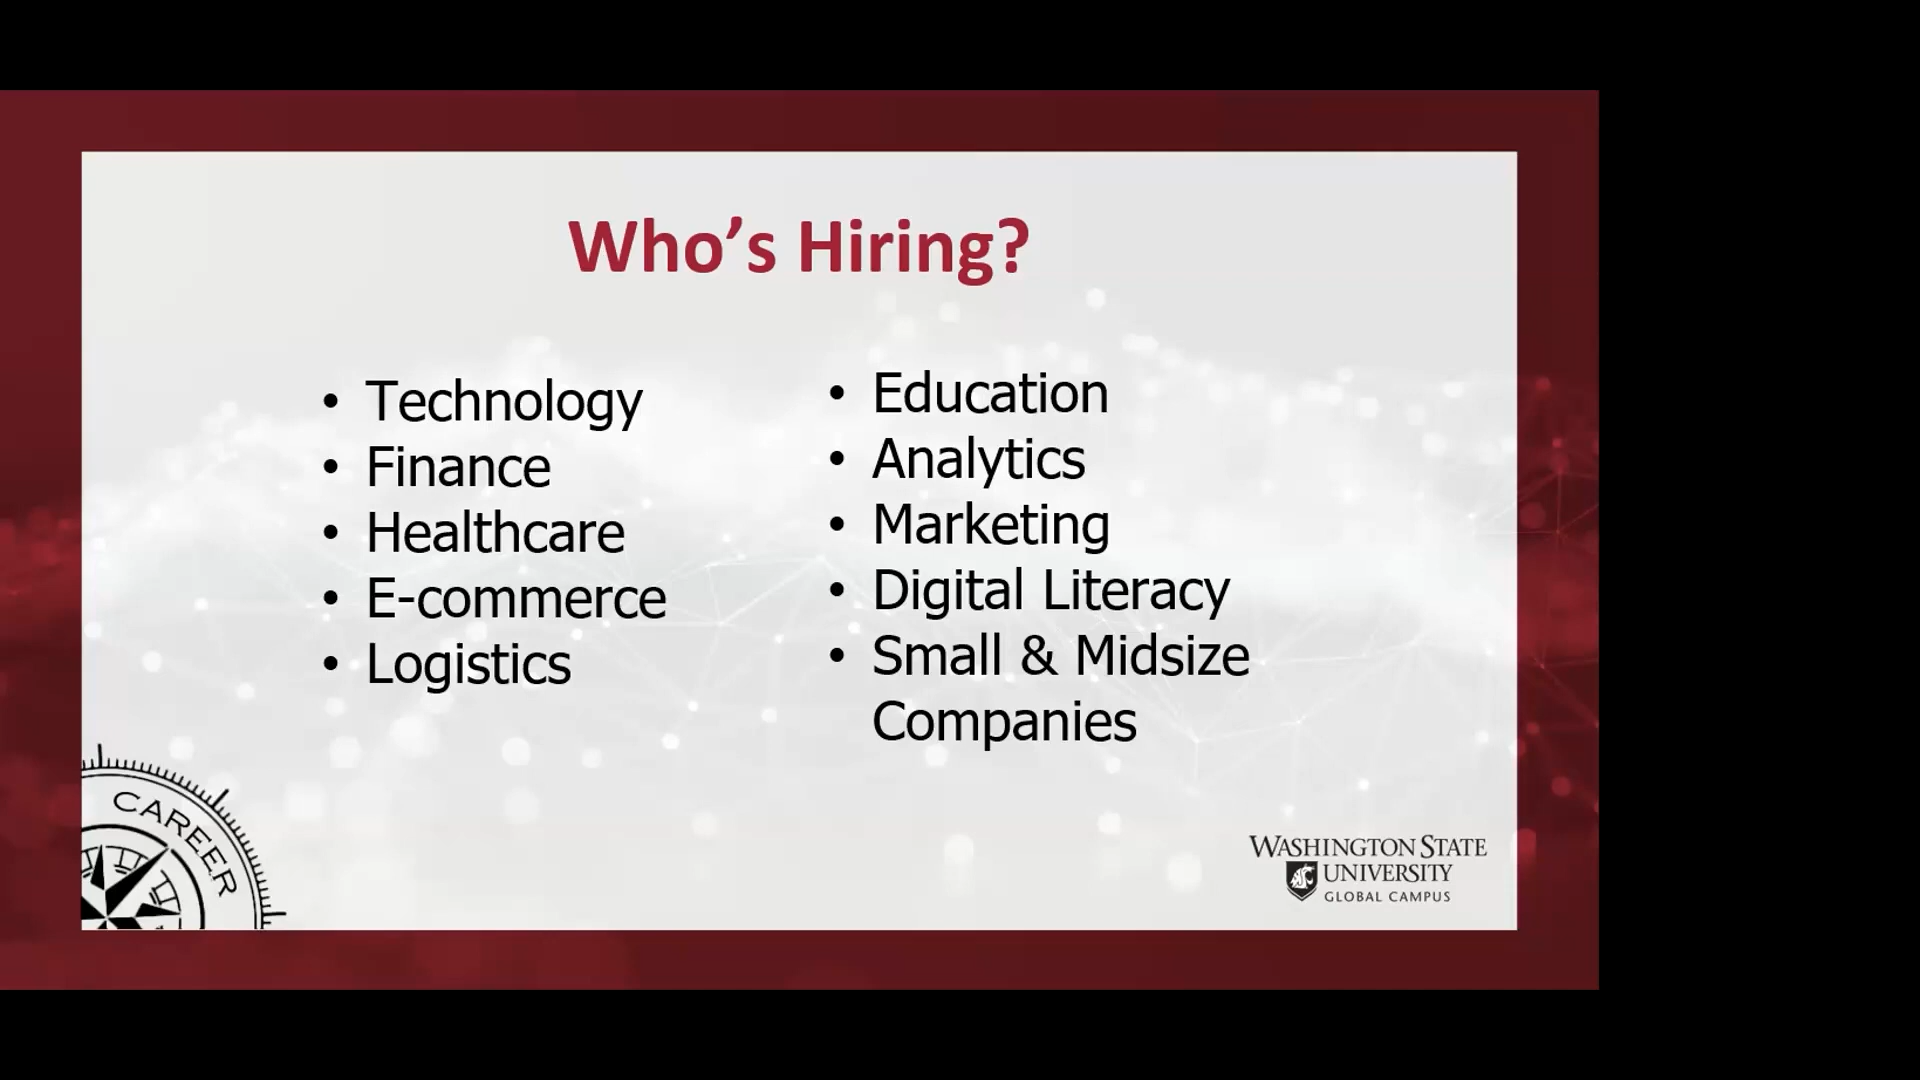 Who’s Hiring?
• Technology
• Finance
• Healthcare
• E-commerce
• Logistics
• Education
• Analytics
• Marketing
• Digital Literacy
• Small & Midsize
Companies
CAREER
WASHINGTON STATE
UNIVERSITY
GLOBAL CAMPUS